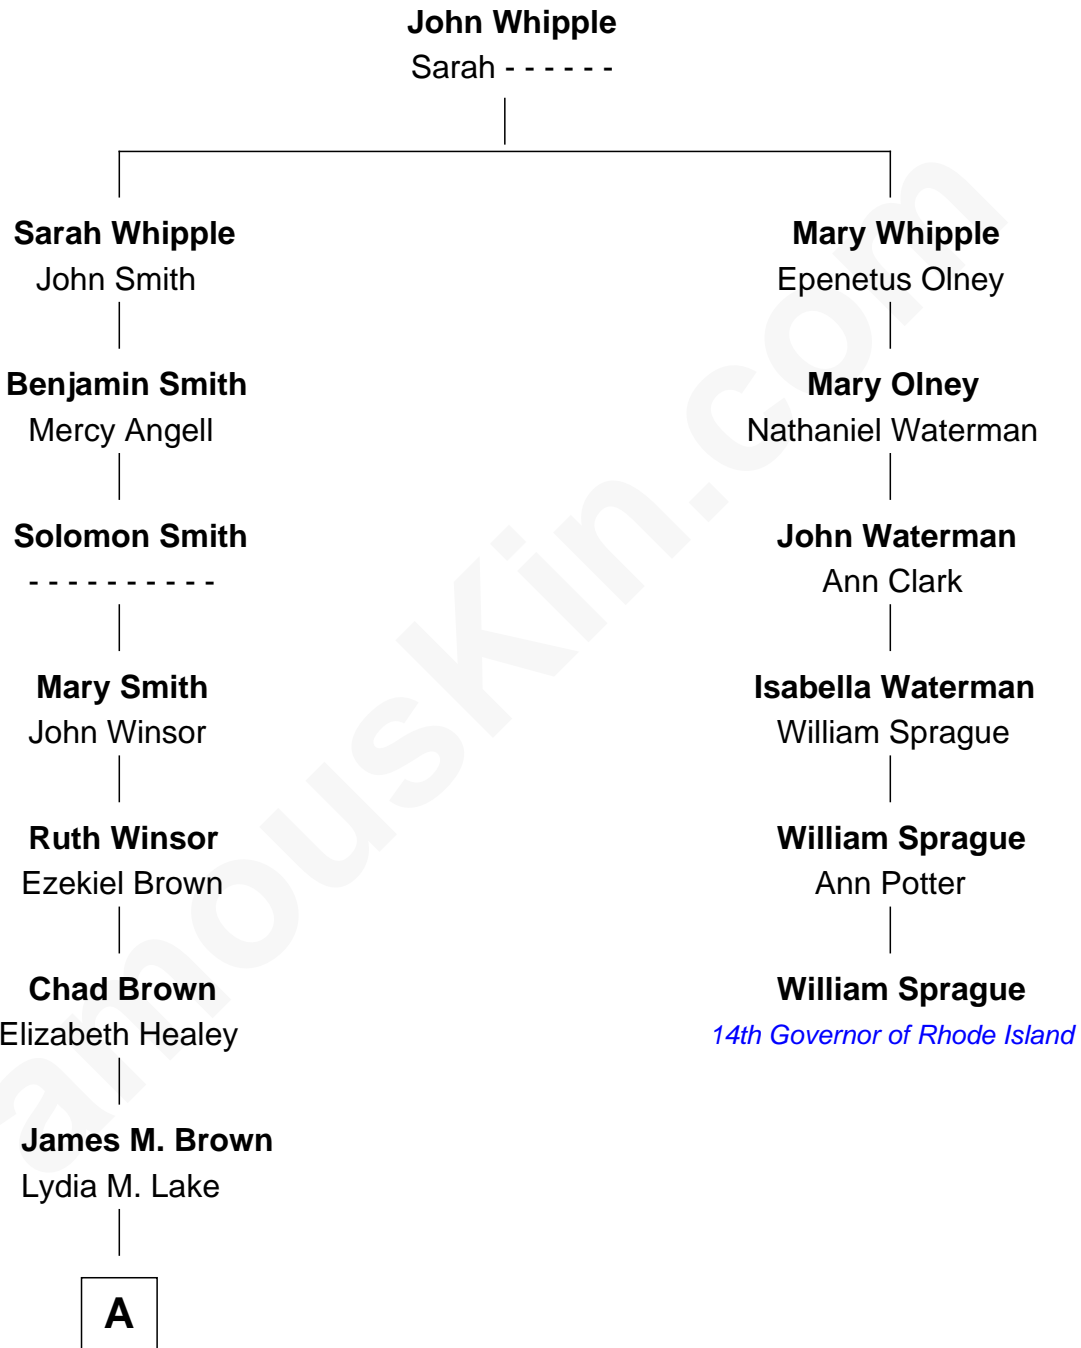 John Whipple
Sarah - - - - - -
Sarah Whipple
John Smith
Mary Whipple
Epenetus Olney
Benjamin Smith
Mercy Angell
Mary Olney
Nathaniel Waterman
Solomon Smith
- - - - - - - - - -
John Waterman
Ann Clark
Mary Smith
John Winsor
Isabella Waterman
William Sprague
Ruth Winsor
Ezekiel Brown
William Sprague
Ann Potter
Chad Brown
Elizabeth Healey
William Sprague
14th Governor of Rhode Island
James M. Brown
Lydia M. Lake
A
amousKin.com